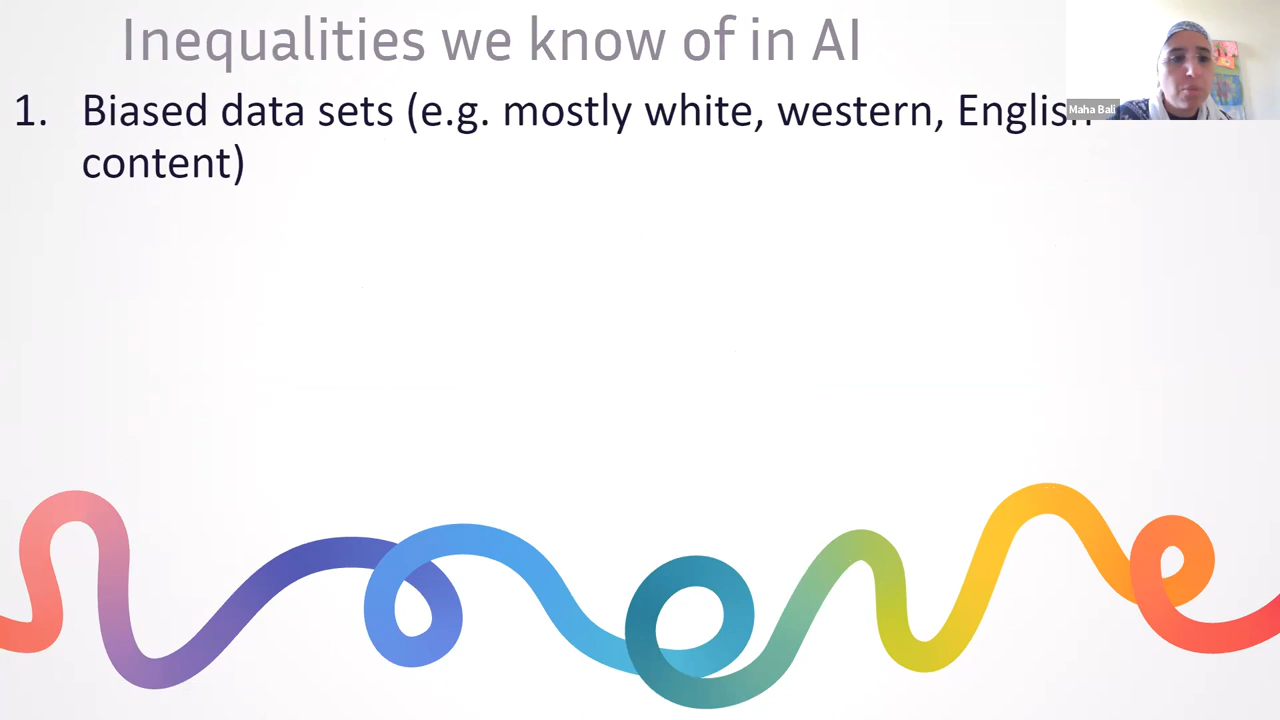 Inequalities we know of in AI
1. Biased data sets (e.g. mostly white, western, English
content)
Maha Bali